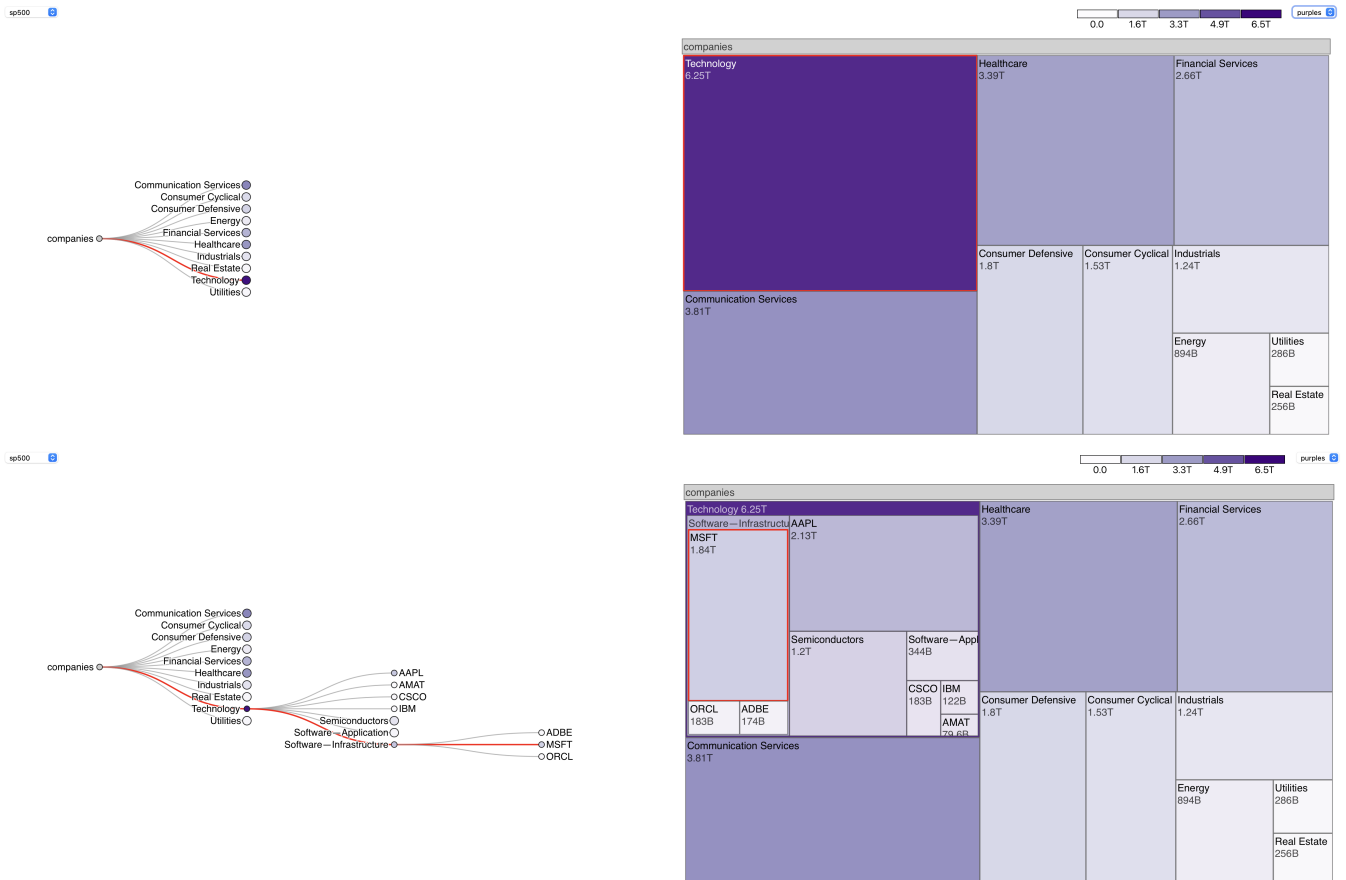 sp500
purples
0.0 1.6T 3.3T 4.9T 6.5T
Communication Services
Consumer Cyclical
Consumer Defensive
Energy
Financial Services
companies
Healthcare
Industrials
Real Estate
Technology
Utilities
companies
Technology
6.25T
Healthcare
3.39T
Financial Services
2.66T
Consumer Defensive
1.8T
Consumer Cyclical
1.53T
Industrials
1.24T
Communication Services
3.81T
Energy
894B
Utilities
286B
Real Estate
256B
sp500
purples
0.0 1.6T 3.3T 4.9T 6.5T
Communication Services
Consumer Cyclical
Consumer Defensive
Energy
Financial Services
companies
Healthcare
Industrials
Real Estate
Technology
Utilities
AAPL
AMAT
CSCO
IBM
Semiconductors
Software—Application
Software—Infrastructure
ADBE
MSFT
ORCL
companies
Technology 6.25T
Software—Infrastructu
MSFT
1.84T
AAPL
2.13T
Semiconductors
1.2T
Software—Appl
344B
CSCO
183B
IBM
122B
AMAT
79.6B
ORCL
183B
ADBE
174B
Healthcare
3.39T
Financial Services
2.66T
Consumer Defensive
1.8T
Consumer Cyclical
1.53T
Industrials
1.24T
Communication Services
3.81T
Energy
894B
Utilities
286B
Real Estate
256B